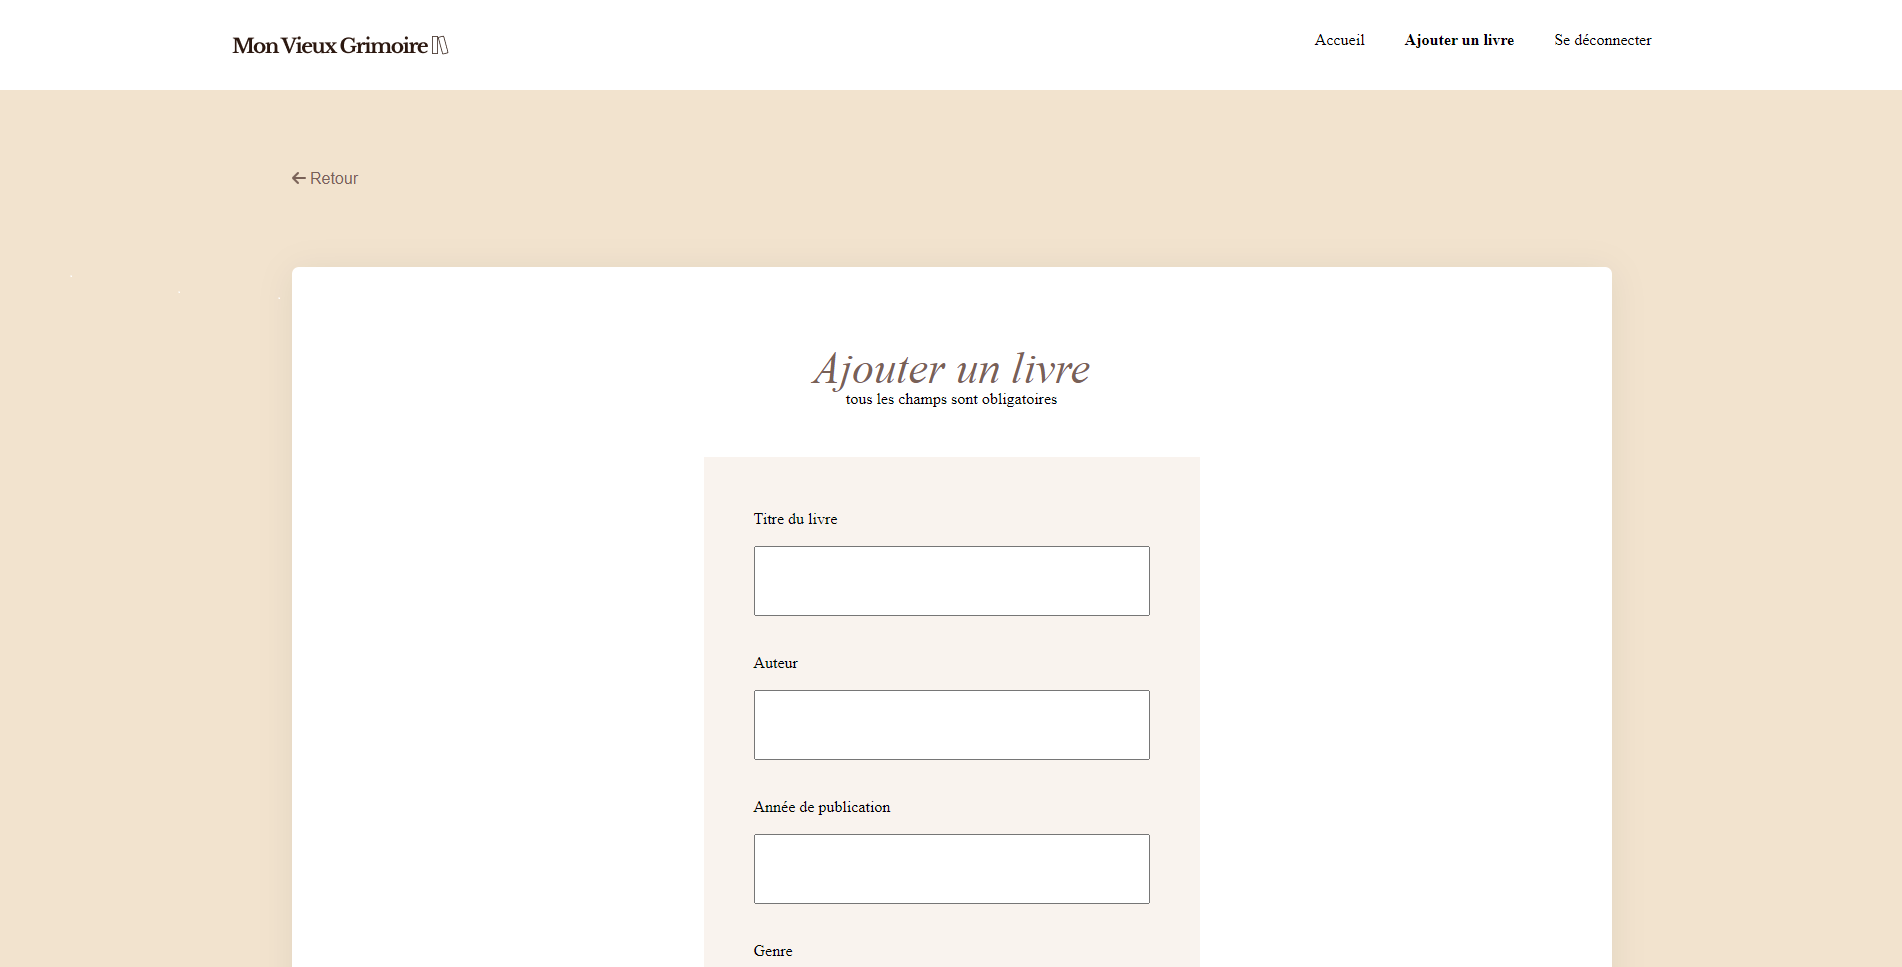 Mon Vieux Grimoire
Accueil
Ajouter un livre
Se déconnecter
Retour
Ajouter un livre
tous les champs sont obligatoires
Titre du livre
Auteur
Année de publication
Genre